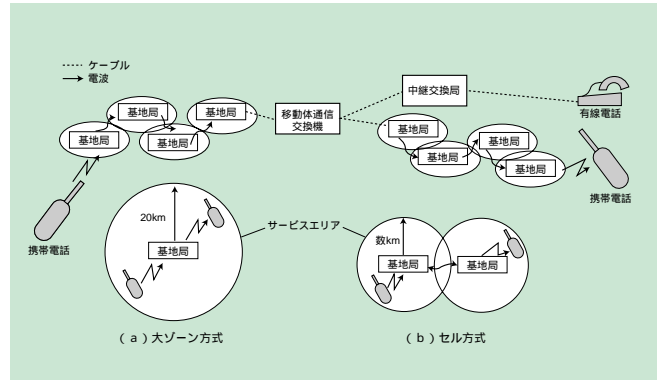 ケーブル
電波
基地局
基地局
基地局
基地局
移動体通信
交換機
中継交換局
有線電話
基地局
基地局
基地局
基地局
携帯電話
携帯電話
20km
基地局
サービスエリア
数km
基地局
基地局
(a)大ゾーン方式
(b)セル方式